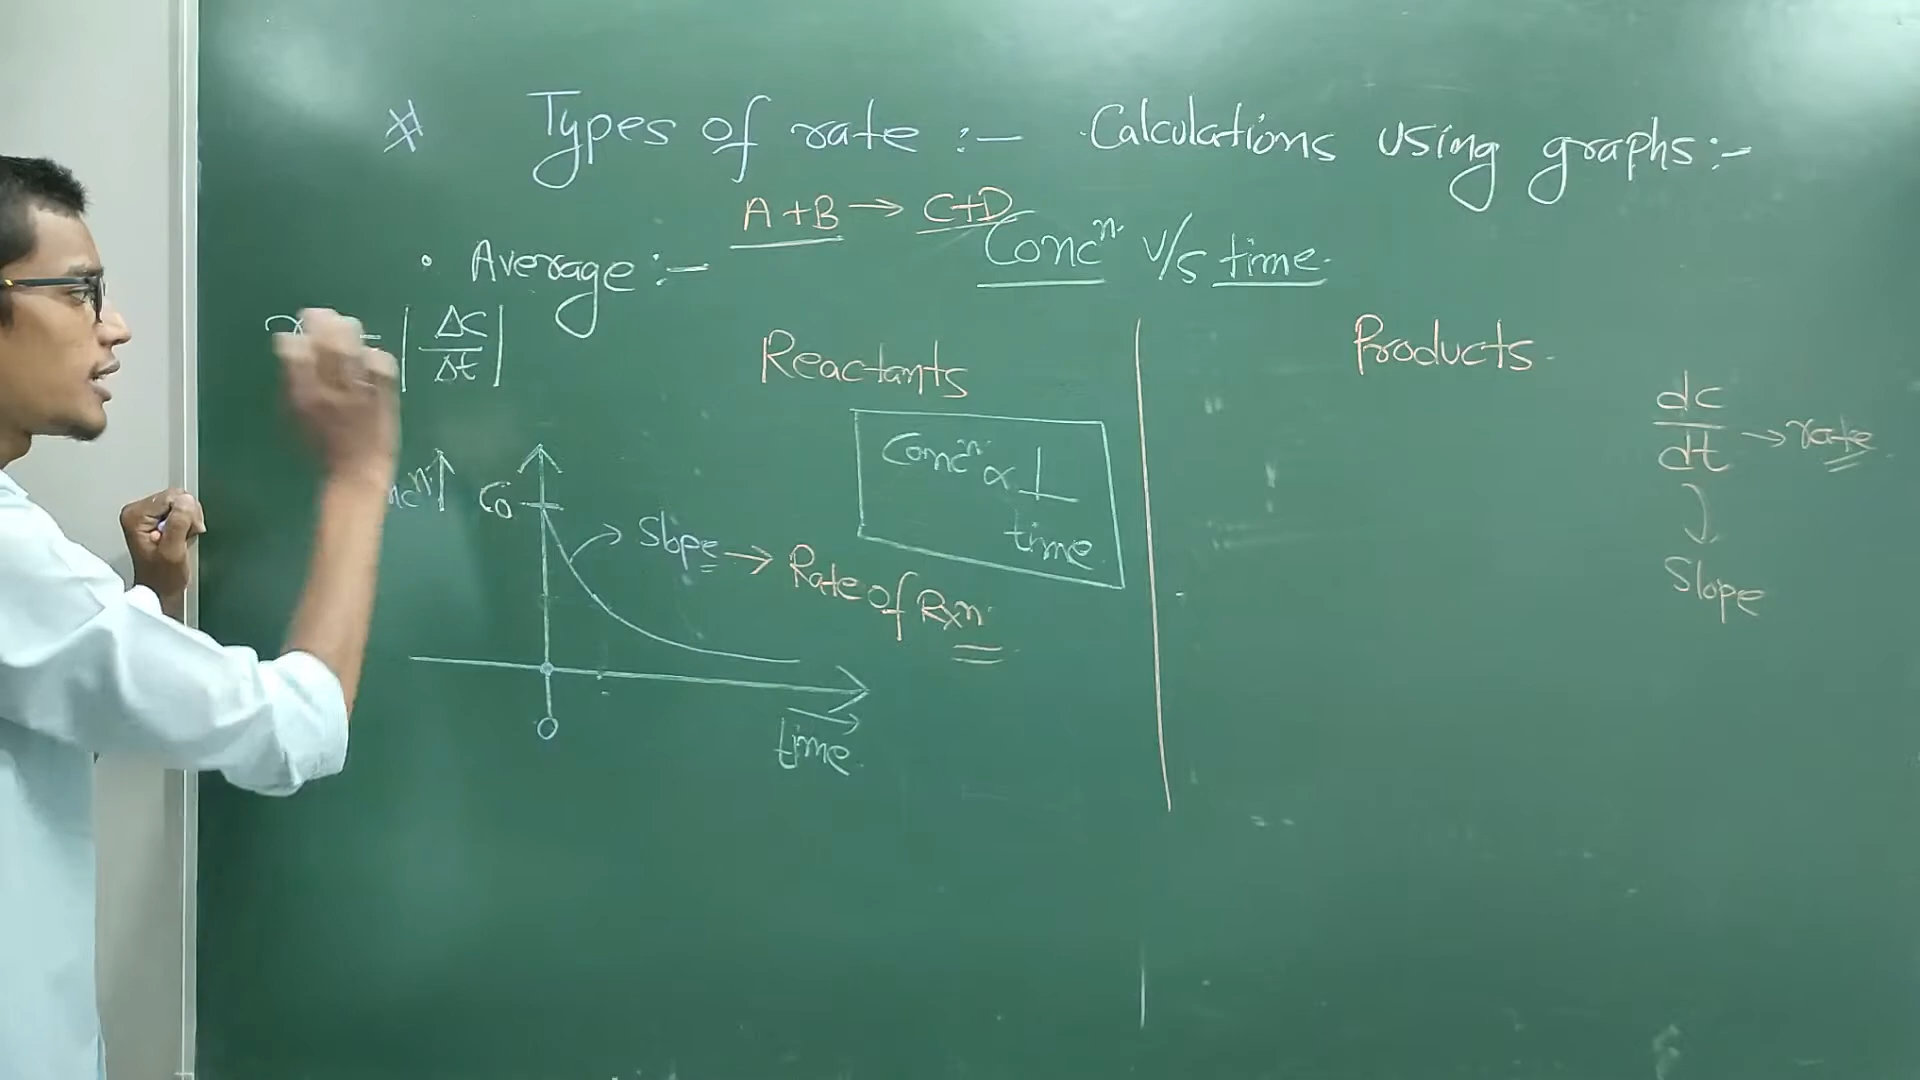 * Types of rate :- Calculations using graphs:-
A + B → C+D
• Average :-
Concⁿ v/s time.
= | Δc / Δt |
Reactants
Concⁿ ∝ 1 / time
C₀
Slope → Rate of Rxn.
O
time
Products
dc / dt → rate
Slope